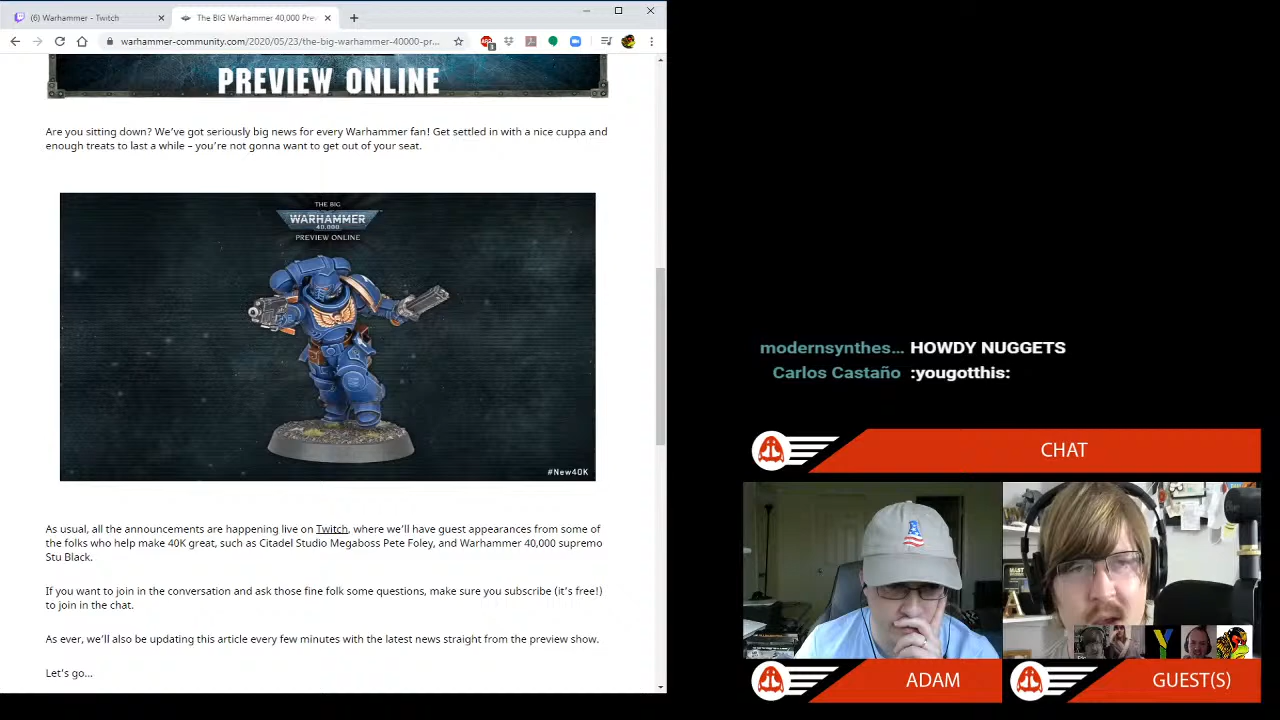 (6) Warhammer - Twitch
The BIG Warhammer 40,000 Pre
warhammer-community.com/2020/05/23/the-big-warhammer-40000-pr...
PREVIEW ONLINE
Are you sitting down? We've got seriously big news for every Warhammer fan! Get settled in with a nice cuppa and
enough treats to last a while – you're not gonna want to get out of your seat.
THE BIG
WARHAMMER
40,000
PREVIEW ONLINE
#New40K
As usual, all the announcements are happening live on Twitch, where we'll have guest appearances from some of
the folks who help make 40K great, such as Citadel Studio Megaboss Pete Foley, and Warhammer 40,000 supremo
Stu Black.
If you want to join in the conversation and ask those fine folk some questions, make sure you subscribe (it's free!)
to join in the chat.
As ever, we'll also be updating this article every few minutes with the latest news straight from the preview show.
Let's go...
modernsynthes... HOWDY NUGGETS
Carlos Castaño :yougotthis:
CHAT
ADAM
GUEST(S)